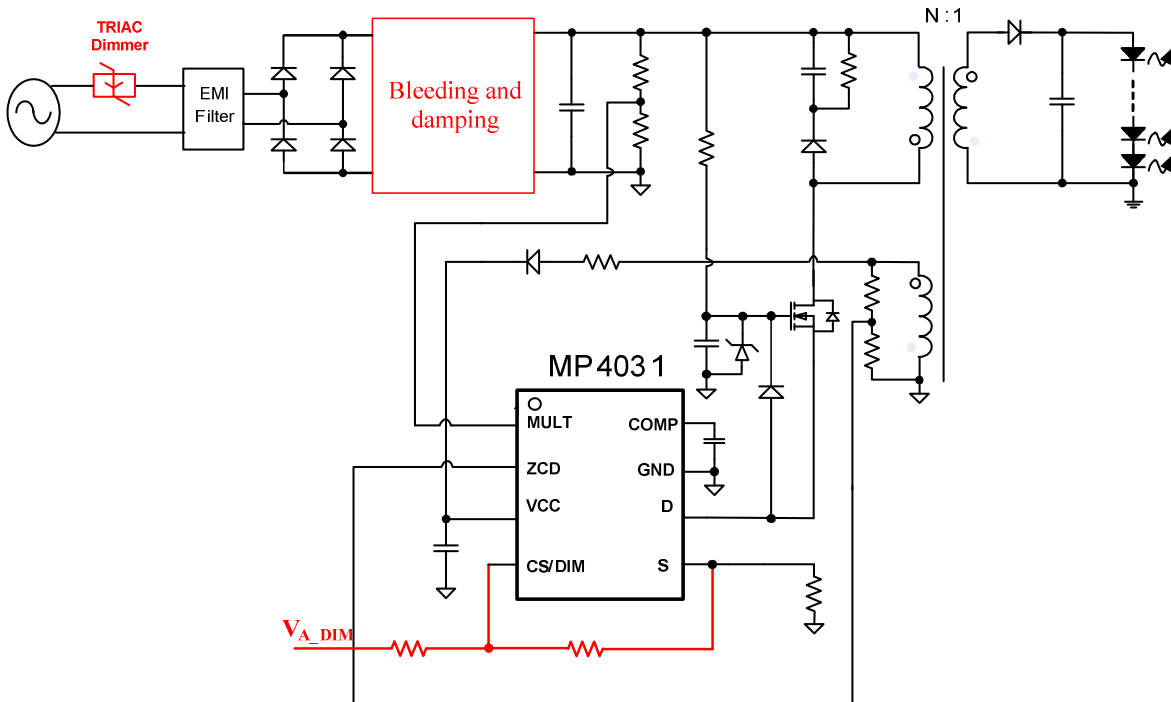 N : 1
TRIAC
Dimmer
EMI
Filter
Bleeding and
damping
MP4031
MULT
COMP
ZCD
GND
VCC
D
CS/DIM
S
VA_DIM